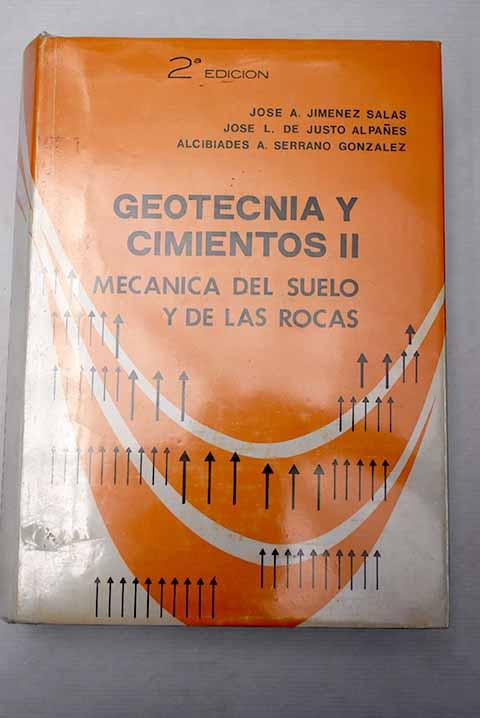 2ª EDICION
JOSE A. JIMENEZ SALAS
JOSE L. DE JUSTO ALPAÑES
ALCIBIADES A. SERRANO GONZALEZ
GEOTECNIA Y
CIMIENTOS II
MECANICA DEL SUELO
Y DE LAS ROCAS